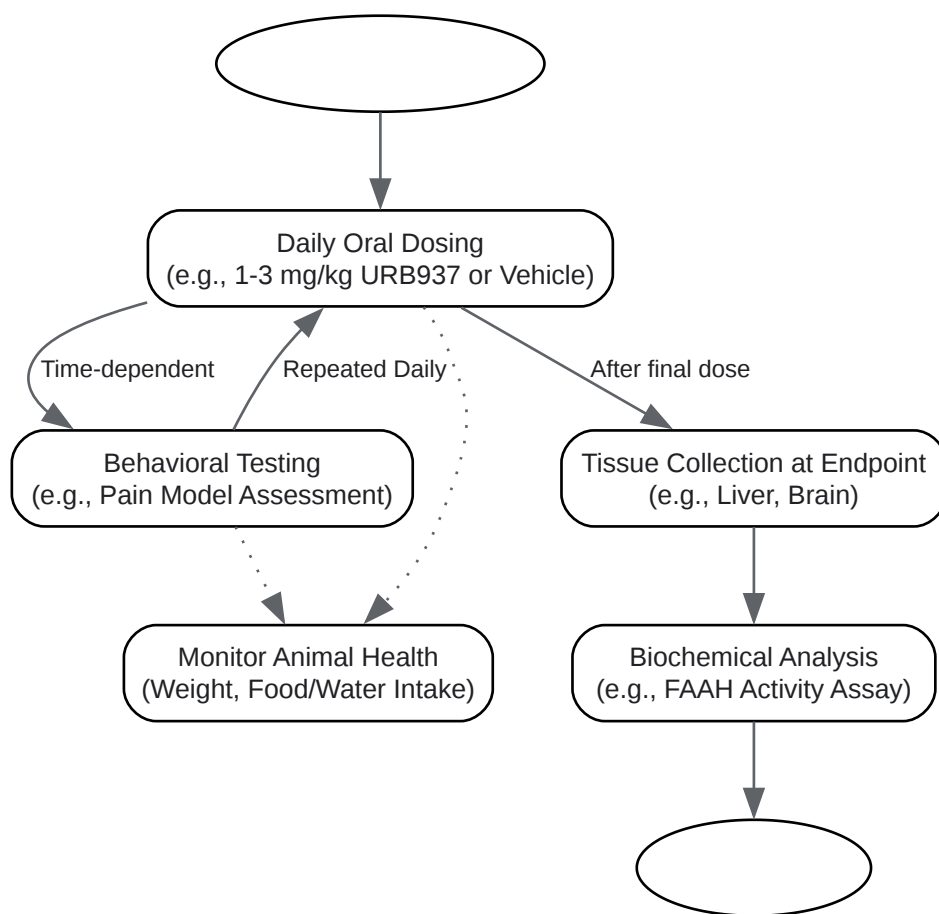 Daily Oral Dosing
(e.g., 1-3 mg/kg URB937 or Vehicle)
Time-dependent
Repeated Daily
After final dose
Behavioral Testing
(e.g., Pain Model Assessment)
Tissue Collection at Endpoint
(e.g., Liver, Brain)
Monitor Animal Health
(Weight, Food/Water Intake)
Biochemical Analysis
(e.g., FAAH Activity Assay)